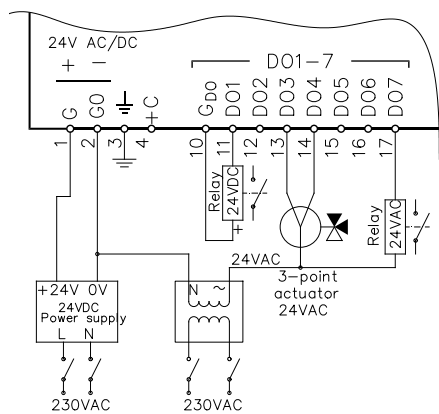 24V AC/DC
+ −
DO1-7
G
G0
+C
GDO
DO1
DO2
DO3
DO4
DO5
DO6
DO7
1
2
3
4
10
11
12
13
14
15
16
17
Relay
24VDC
+
Relay
24VAC
24VAC
3-point
actuator
24VAC
+24V 0V
24VDC
Power supply
L N
N ~
230VAC
230VAC